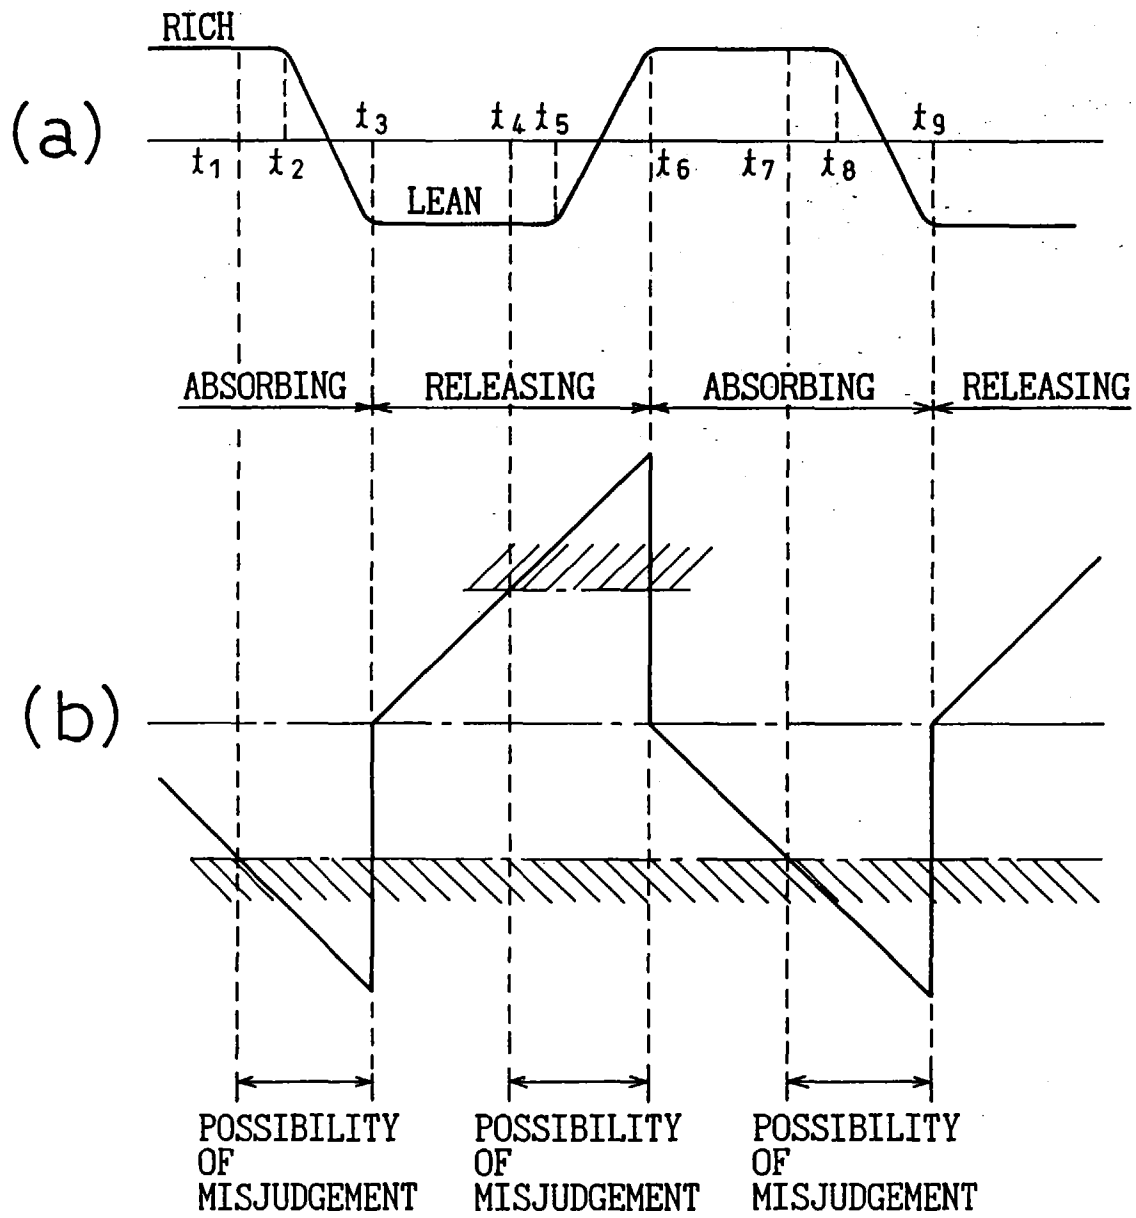 RICH
(a)
t3
t4 t5
t9
t1
t2
t6
t7
t8
LEAN
ABSORBING
RELEASING
ABSORBING
RELEASING
(b)
POSSIBILITY
OF
MISJUDGEMENT
POSSIBILITY
OF
MISJUDGEMENT
POSSIBILITY
OF
MISJUDGEMENT